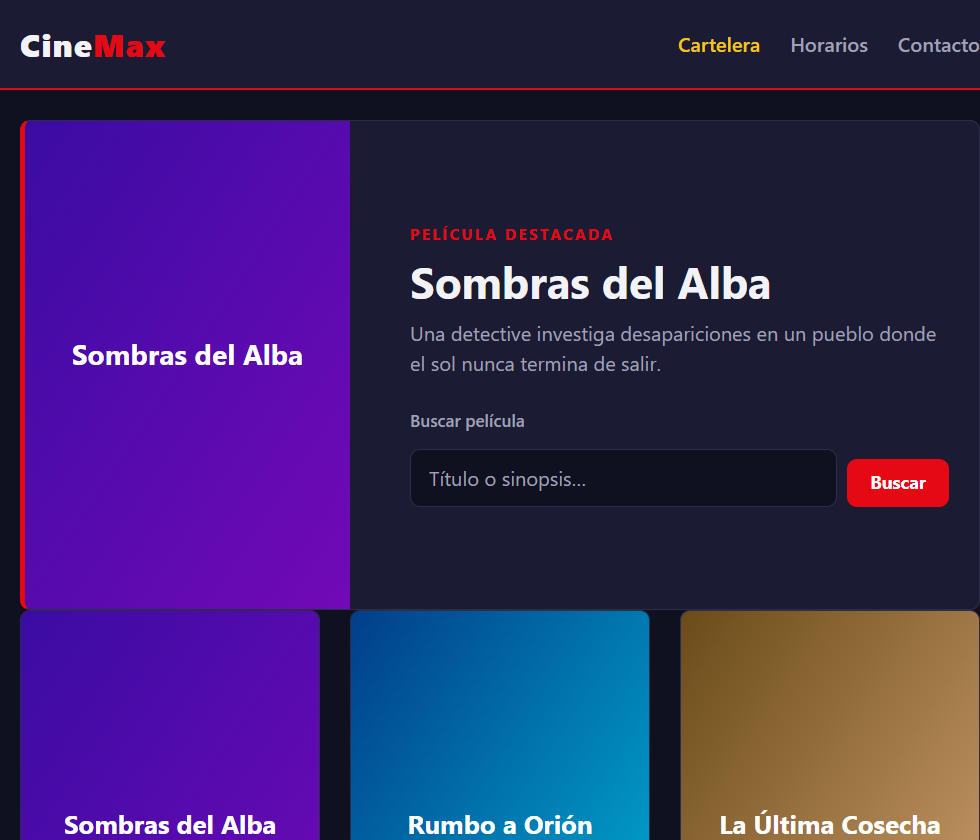 CineMax
Cartelera Horarios Contacto
Sombras del Alba
PELÍCULA DESTACADA
Sombras del Alba
Una detective investiga desapariciones en un pueblo donde
el sol nunca termina de salir.
Buscar película
Título o sinopsis...
Buscar
Sombras del Alba
Rumbo a Orión
La Última Cosecha